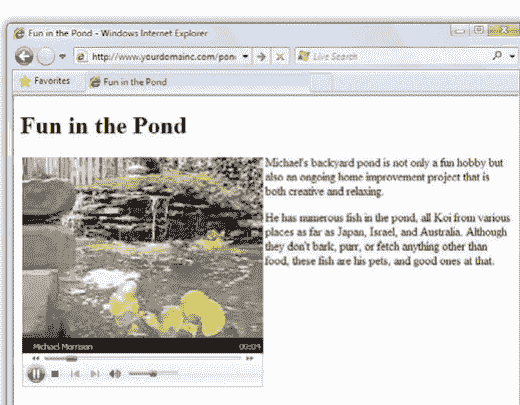 Fun in the Pond - Windows Internet Explorer
http://www.yourdomainc.com/pon
Live Search
Favorites
Fun in the Pond
Fun in the Pond
Michael's backyard pond is not only a fun hobby but
also an ongoing home improvement project that is
both creative and relaxing.
He has numerous fish in the pond, all Koi from various
places as far as Japan, Israel, and Australia. Although
they don't bark, purr, or fetch anything other than
food, these fish are his pets, and good ones at that.
Michael Morrison
00:04